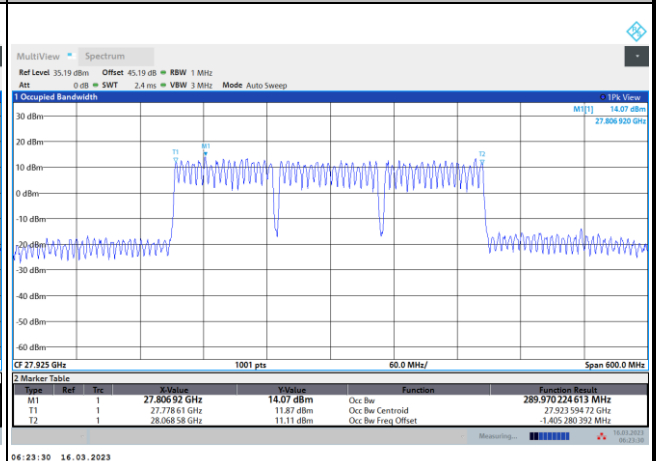 MultiView Spectrum
Ref Level 35.19 dBm Offset 45.19 dB RBW 1 MHz
Att 0 dB SWT 2.4 ms VBW 3 MHz Mode Auto Sweep
1 Occupied Bandwidth 1Pk View
M1[1] 14.07 dBm
27.806 920 GHz
30 dBm
20 dBm
T1 M1 T2
10 dBm
0 dBm
-10 dBm
-20 dBm
-30 dBm
-40 dBm
-50 dBm
-60 dBm
CF 27.925 GHz 1001 pts 60.0 MHz/ Span 600.0 MHz
2 Marker Table
Type Ref Trc X-Value Y-Value Function Function Result
M1 1 27.806 92 GHz 14.07 dBm Occ Bw 289.970 224 613 MHz
T1 1 27.778 61 GHz 11.87 dBm Occ Bw Centroid 27.923 594 72 GHz
T2 1 28.068 58 GHz 11.11 dBm Occ Bw Freq Offset -1.405 280 392 MHz
Measuring... 10.03.2023
06:23:30
06:23:30 16.03.2023